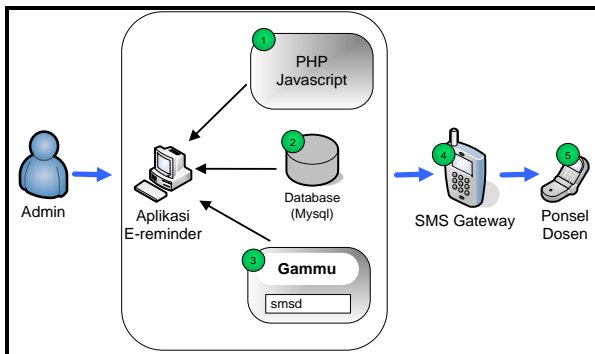 1
PHP
Javascript
2
Database
(Mysql)
Admin
Aplikasi
E-reminder
3
Gammu
smsd
4
SMS Gateway
5
Ponsel
Dosen